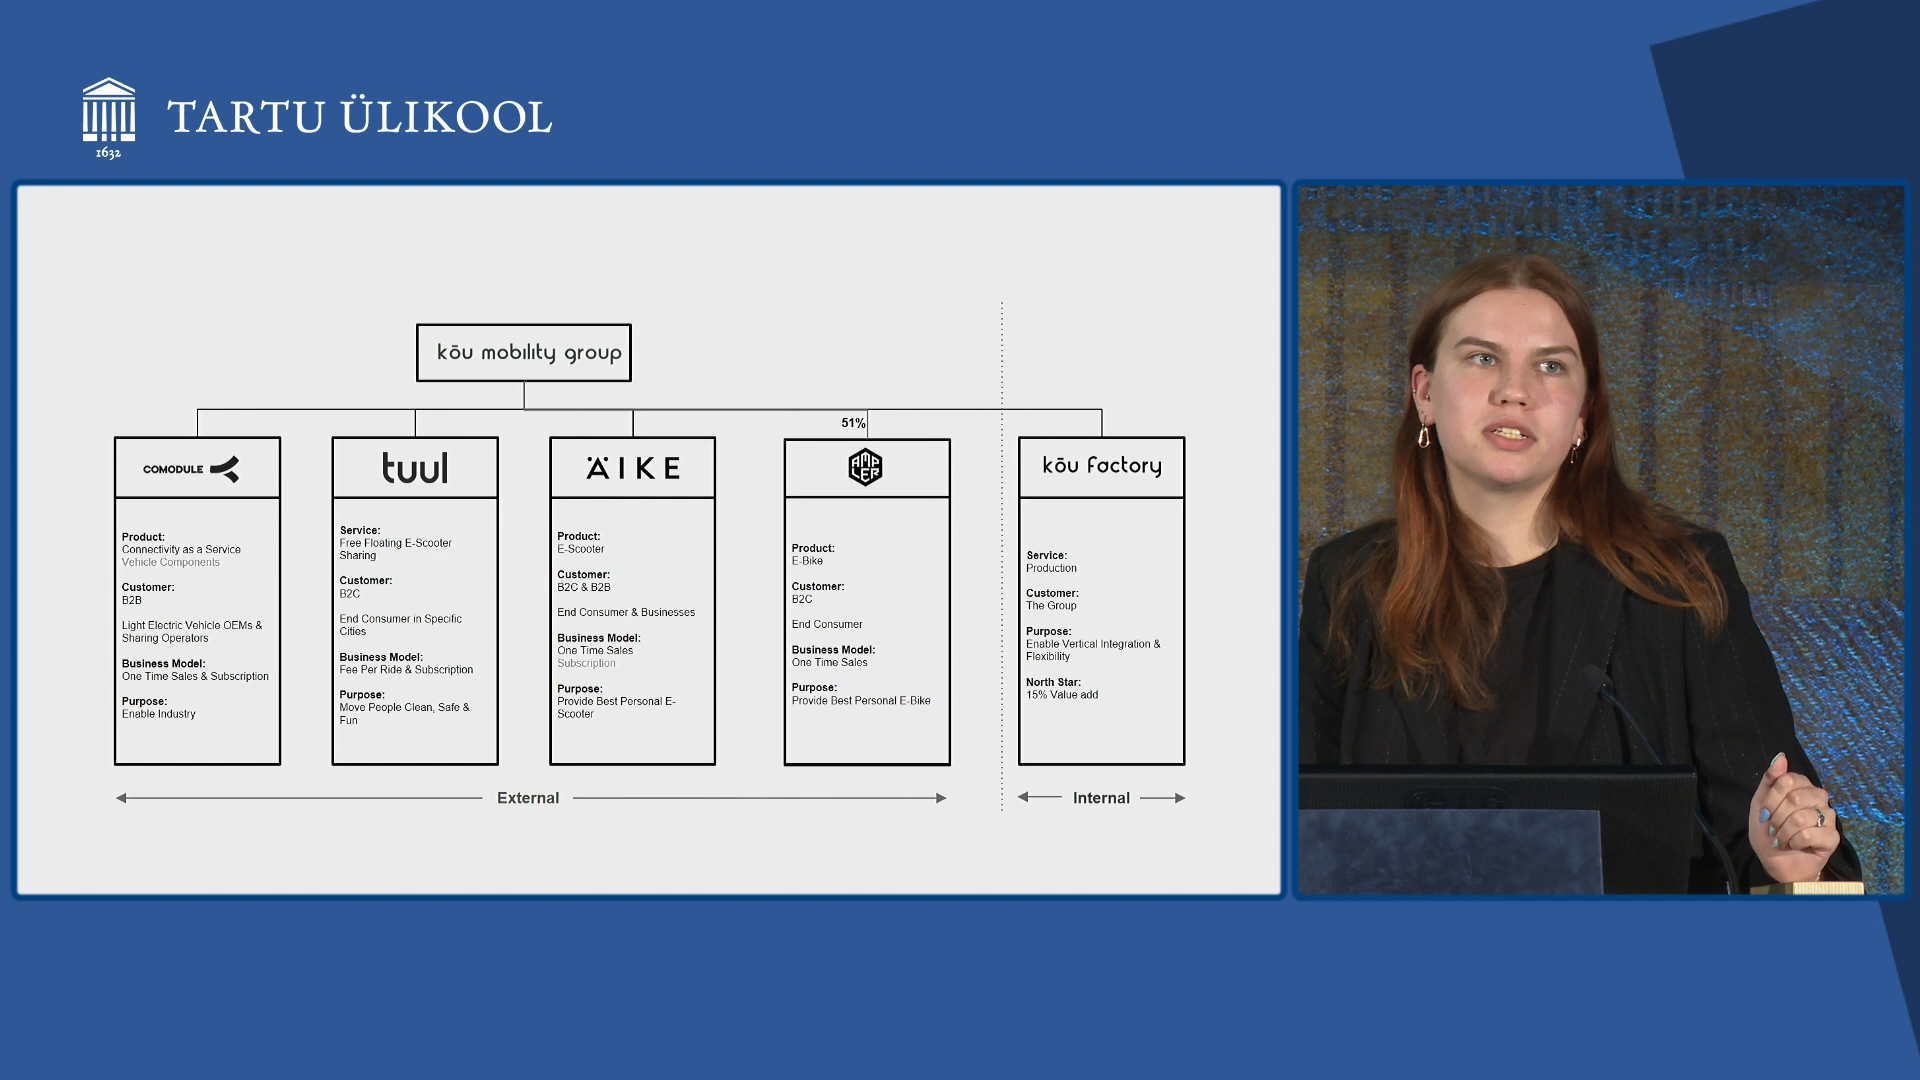 1632
TARTU ÜLIKOOL
kõu mobility group
51%
COMODULE
Product:
Connectivity as a Service
Vehicle Components
Customer:
B2B
Light Electric Vehicle OEMs &
Sharing Operators
Business Model:
One Time Sales & Subscription
Purpose:
Enable Industry
tuul
Service:
Free Floating E-Scooter
Sharing
Customer:
B2C
End Consumer in Specific
Cities
Business Model:
Fee Per Ride & Subscription
Purpose:
Move People Clean, Safe &
Fun
ÄIKE
Product:
E-Scooter
Customer:
B2C & B2B
End Consumer & Businesses
Business Model:
One Time Sales
Subscription
Purpose:
Provide Best Personal E-
Scooter
AMP
LER
Product:
E-Bike
Customer:
B2C
End Consumer
Business Model:
One Time Sales
Purpose:
Provide Best Personal E-Bike
kõu factory
Service:
Production
Customer:
The Group
Purpose:
Enable Vertical Integration &
Flexibility
North Star:
15% Value add
External
Internal